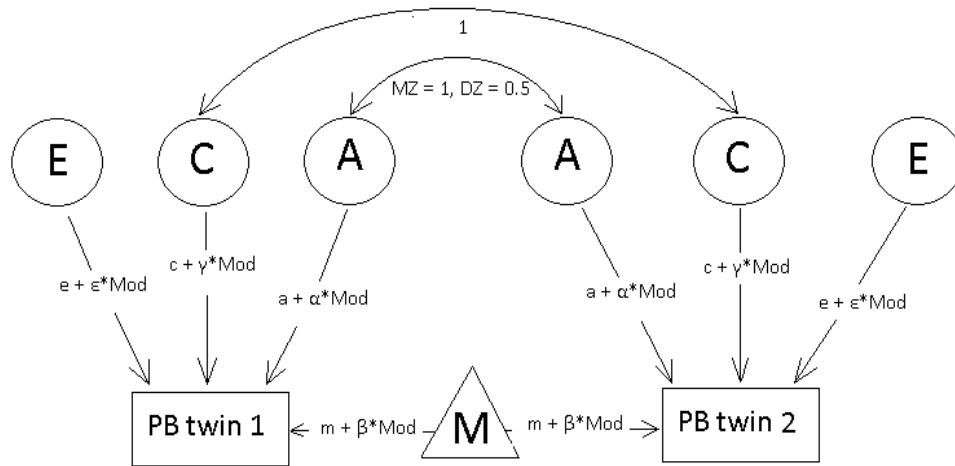 1
MZ = 1, DZ = 0.5
E
C
A
A
C
E
e + ε*Mod
c + γ*Mod
a + α*Mod
a + α*Mod
c + γ*Mod
e + ε*Mod
PB twin 1
m + β*Mod
M
m + β*Mod
PB twin 2